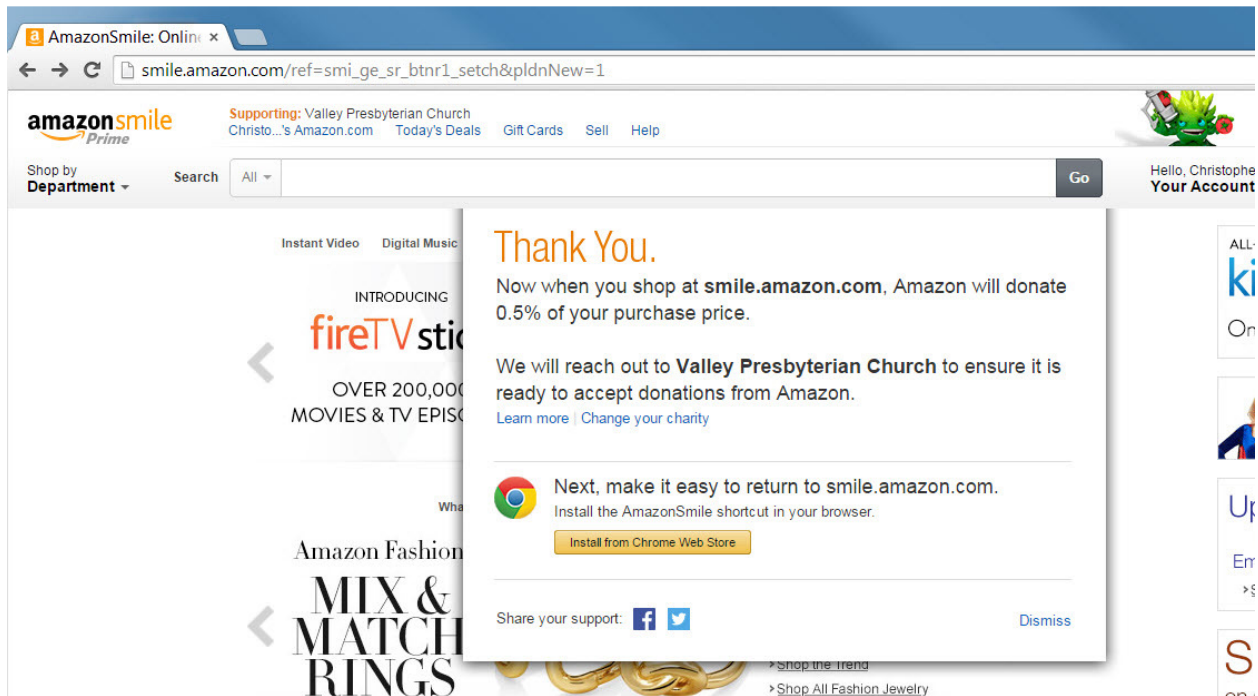 AmazonSmile: Onlin
smile.amazon.com/ref=smi_ge_sr_btnr1_setch&pldnNew=1
amazonsmile
Prime
Supporting: Valley Presbyterian Church
Christo...'s Amazon.com Today's Deals Gift Cards Sell Help
Shop by
Department
Search All Go
Hello, Christophe
Your Account
Instant Video Digital Music
INTRODUCING
fireTV stic
OVER 200,000
MOVIES & TV EPISO
Wha
Amazon Fashion
MIX &
MATCH
RINGS
Thank You.
Now when you shop at smile.amazon.com, Amazon will donate
0.5% of your purchase price.
We will reach out to Valley Presbyterian Church to ensure it is
ready to accept donations from Amazon.
Learn more | Change your charity
Next, make it easy to return to smile.amazon.com.
Install the AmazonSmile shortcut in your browser.
Install from Chrome Web Store
Share your support:
Dismiss
›Shop the Trend
›Shop All Fashion Jewelry
ALL-
ki
On
Up
Em
S